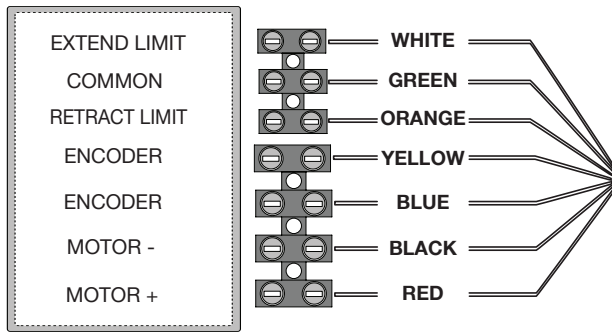 EXTEND LIMIT WHITE
COMMON GREEN
RETRACT LIMIT ORANGE
ENCODER YELLOW
ENCODER BLUE
MOTOR - BLACK
MOTOR + RED